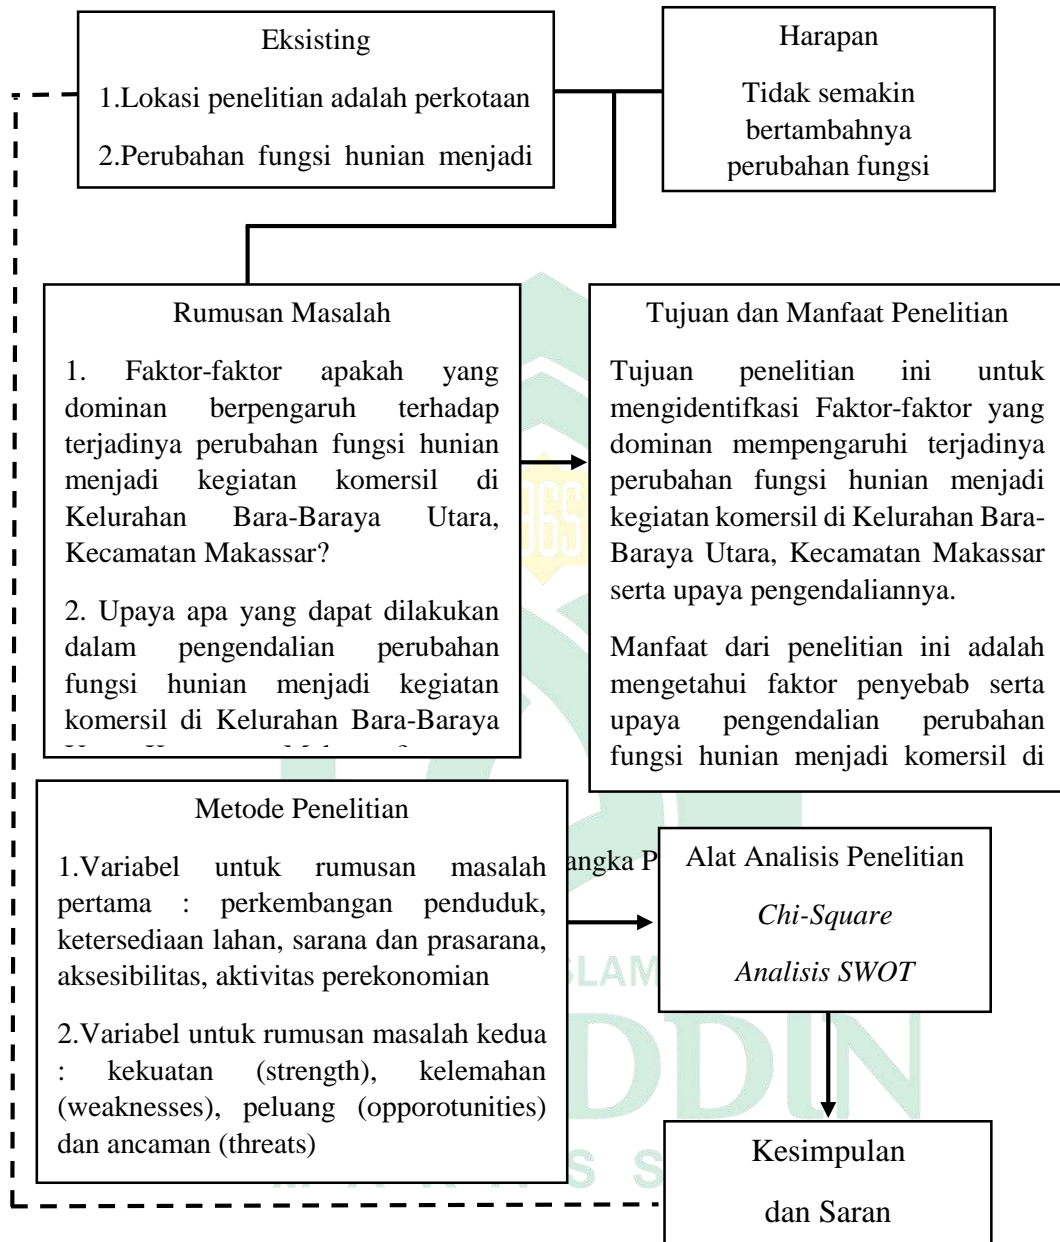 Eksisting
1.Lokasi penelitian adalah perkotaan
2.Perubahan fungsi hunian menjadi
Harapan
Tidak semakin
bertambahnya
perubahan fungsi
Rumusan Masalah
1. Faktor-faktor apakah yang
dominan berpengaruh terhadap
terjadinya perubahan fungsi hunian
menjadi kegiatan komersil di
Kelurahan Bara-Baraya Utara,
Kecamatan Makassar?
2. Upaya apa yang dapat dilakukan
dalam pengendalian perubahan
fungsi hunian menjadi kegiatan
komersil di Kelurahan Bara-Baraya
Tujuan dan Manfaat Penelitian
Tujuan penelitian ini untuk
mengidentifkasi Faktor-faktor yang
dominan mempengaruhi terjadinya
perubahan fungsi hunian menjadi
kegiatan komersil di Kelurahan Bara-
Baraya Utara, Kecamatan Makassar
serta upaya pengendaliannya.
Manfaat dari penelitian ini adalah
mengetahui faktor penyebab serta
upaya pengendalian perubahan
fungsi hunian menjadi komersil di
Metode Penelitian
1.Variabel untuk rumusan masalah
pertama : perkembangan penduduk,
ketersediaan lahan, sarana dan prasarana,
aksesibilitas, aktivitas perekonomian
2.Variabel untuk rumusan masalah kedua
: kekuatan (strength), kelemahan
(weaknesses), peluang (opporotunities)
dan ancaman (threats)
angka P
Alat Analisis Penelitian
Chi-Square
Analisis SWOT
SLAM
DDIN
M A K A S S
Kesimpulan
dan Saran